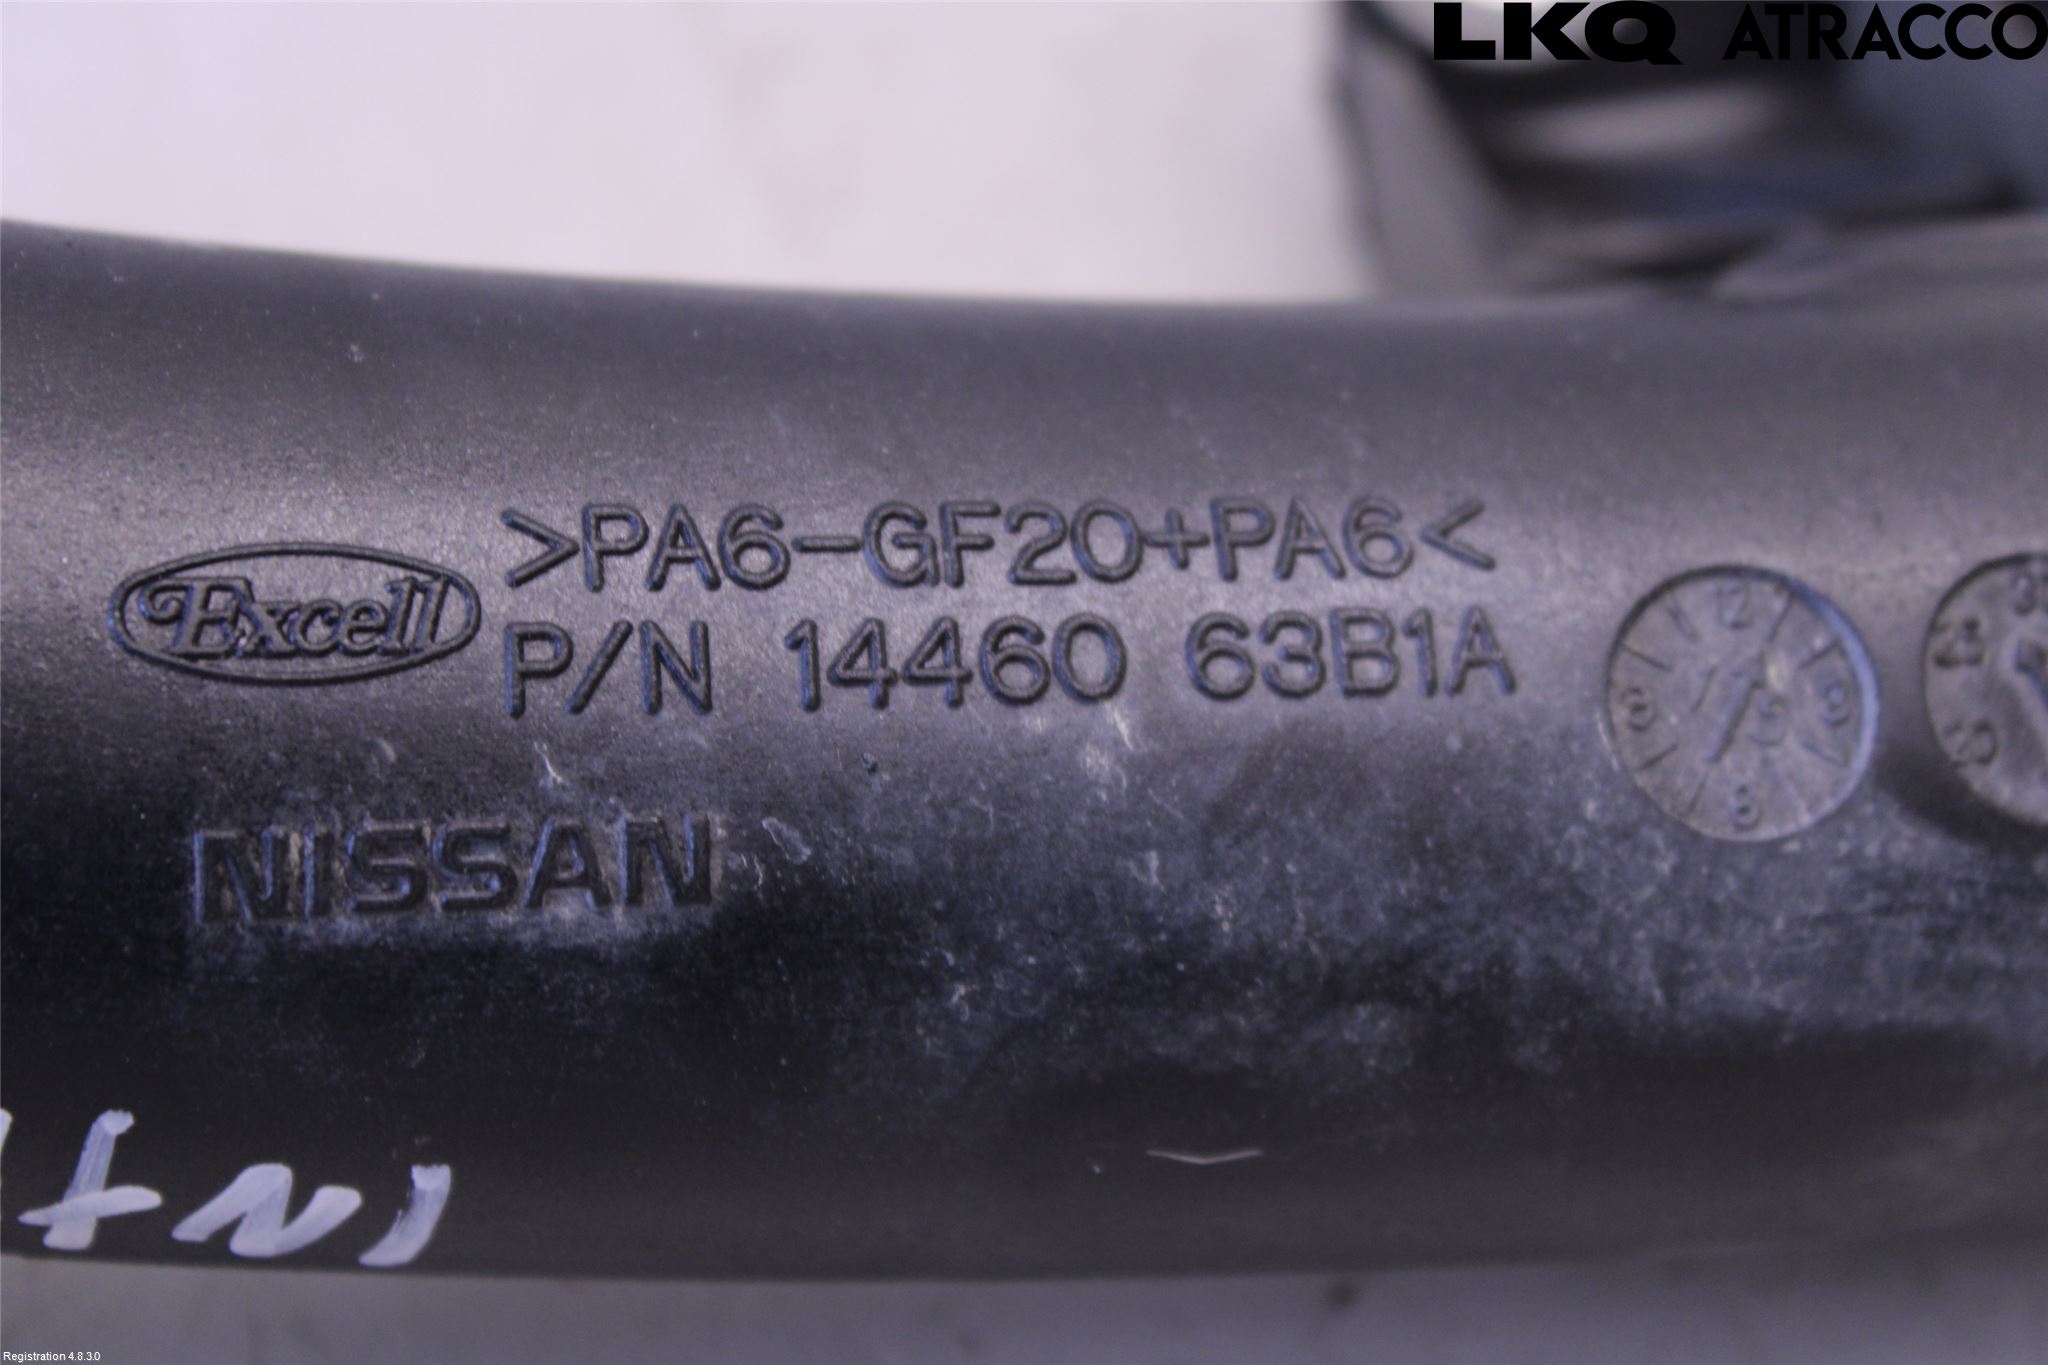 LKQ ATRACCO
>PA6-GF20+PA6<
Excell
P/N 14460 63B1A
NISSAN
Registration 4.8.3.0